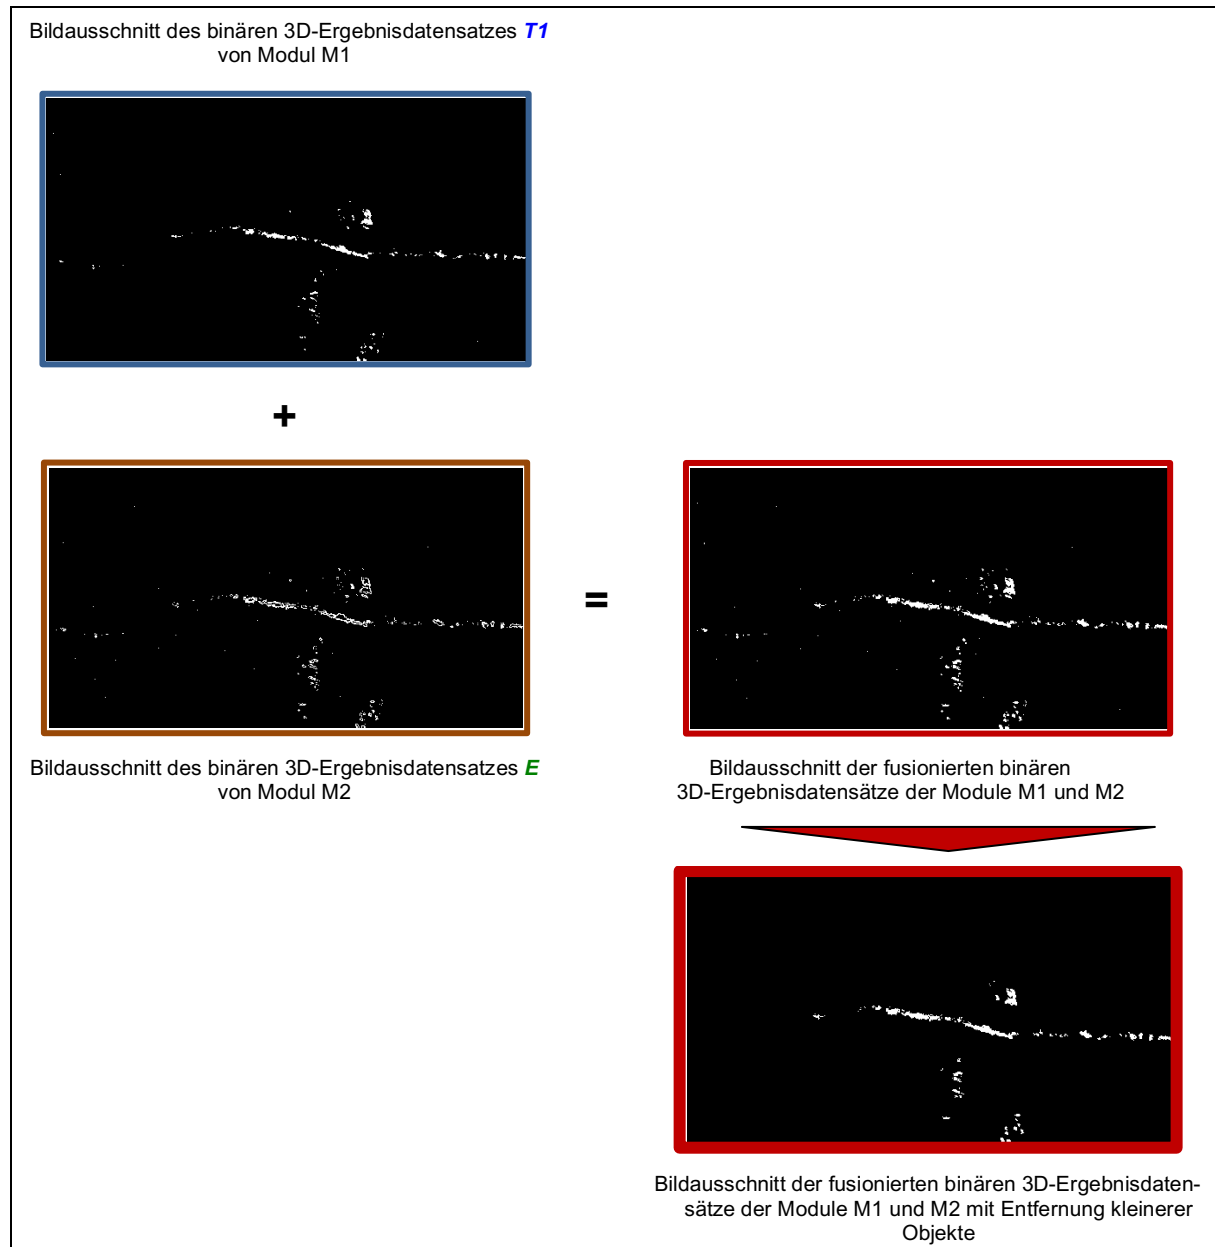 Bildausschnitt des binären 3D-Ergebnisdatensatzes T1
von Modul M1
+
=
Bildausschnitt des binären 3D-Ergebnisdatensatzes E
von Modul M2
Bildausschnitt der fusionierten binären
3D-Ergebnisdatensätze der Module M1 und M2
Bildausschnitt der fusionierten binären 3D-Ergebnisdaten-
sätze der Module M1 und M2 mit Entfernung kleinerer
Objekte